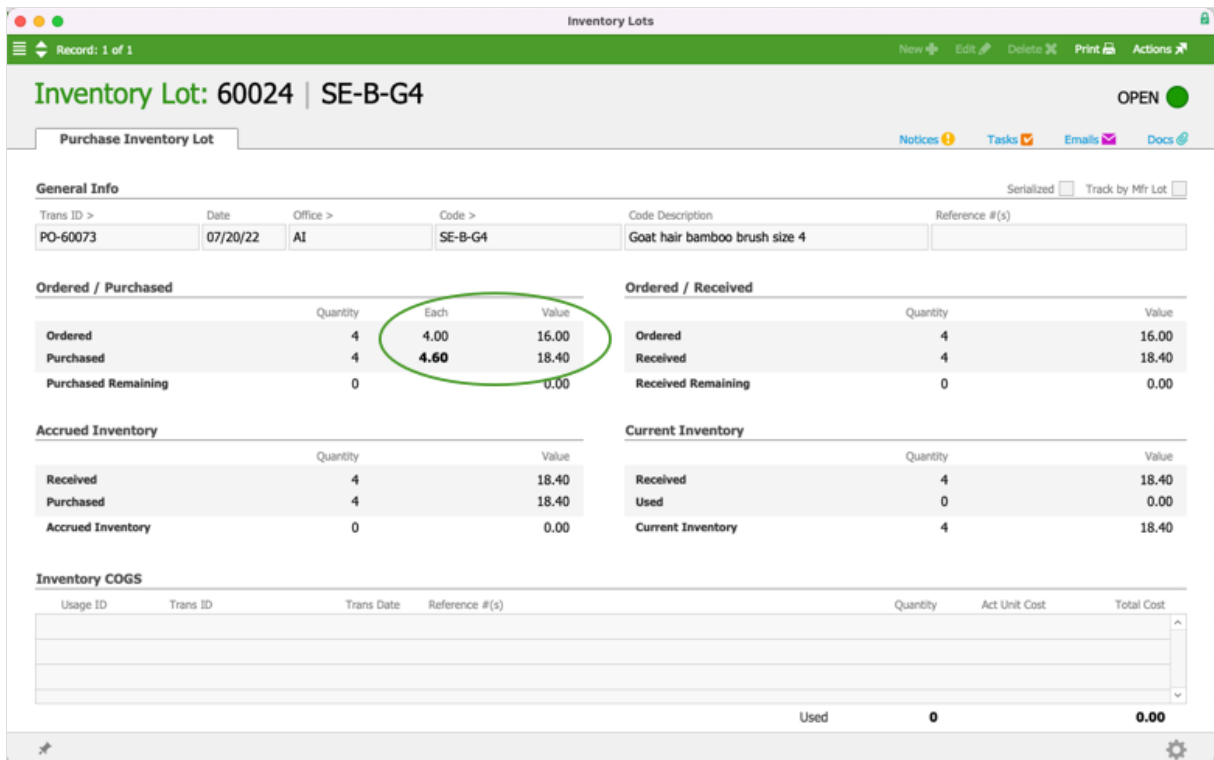 Inventory Lots
Record: 1 of 1 New Edit Delete Print Actions
Inventory Lot: 60024 | SE-B-G4 OPEN
Purchase Inventory Lot Notices Tasks Emails Docs
General Info Serialized Track by Mfr Lot
Trans ID > Date Office > Code > Code Description Reference #(s)
PO-60073 07/20/22 AI SE-B-G4 Goat hair bamboo brush size 4
Ordered / Purchased Ordered / Received
Quantity Each Value Quantity Value
Ordered 4 4.00 16.00 Ordered 4 16.00
Purchased 4 4.60 18.40 Received 4 18.40
Purchased Remaining 0 0.00 Received Remaining 0 0.00
Accrued Inventory Current Inventory
Quantity Value Quantity Value
Received 4 18.40 Received 4 18.40
Purchased 4 18.40 Used 0 0.00
Accrued Inventory 0 0.00 Current Inventory 4 18.40
Inventory COGS
Usage ID Trans ID Trans Date Reference #(s) Quantity Act Unit Cost Total Cost
Used 0 0.00